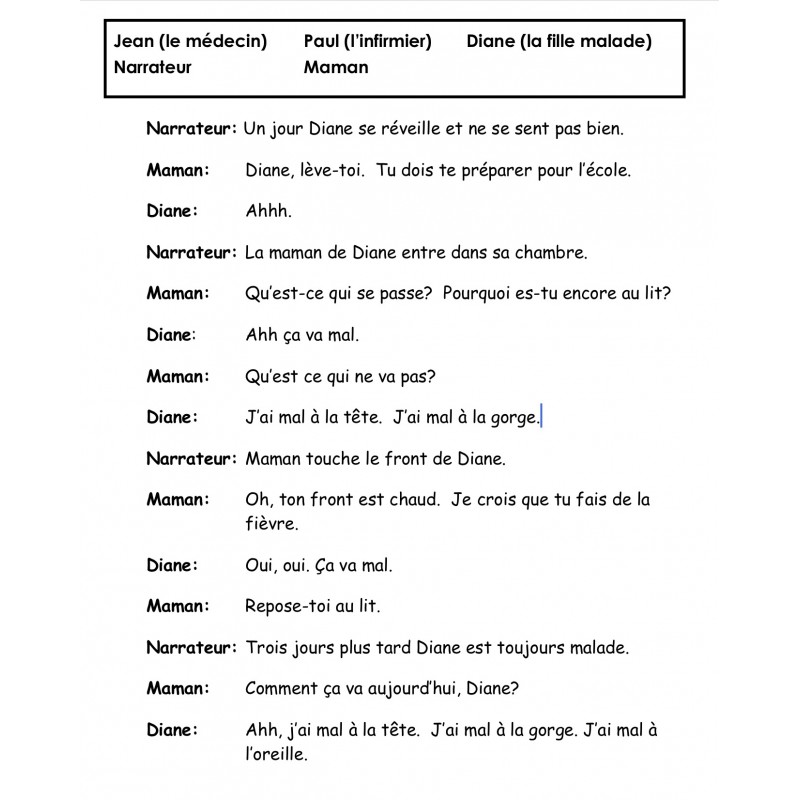 Jean (le médecin) Paul (l'infirmier) Diane (la fille malade)
Narrateur Maman
Narrateur: Un jour Diane se réveille et ne se sent pas bien.
Maman: Diane, lève-toi. Tu dois te préparer pour l'école.
Diane: Ahhh.
Narrateur: La maman de Diane entre dans sa chambre.
Maman: Qu'est-ce qui se passe? Pourquoi es-tu encore au lit?
Diane: Ahh ça va mal.
Maman: Qu'est ce qui ne va pas?
Diane: J'ai mal à la tête. J'ai mal à la gorge.
Narrateur: Maman touche le front de Diane.
Maman: Oh, ton front est chaud. Je crois que tu fais de la
fièvre.
Diane: Oui, oui. Ça va mal.
Maman: Repose-toi au lit.
Narrateur: Trois jours plus tard Diane est toujours malade.
Maman: Comment ça va aujourd'hui, Diane?
Diane: Ahh, j'ai mal à la tête. J'ai mal à la gorge. J'ai mal à
l'oreille.